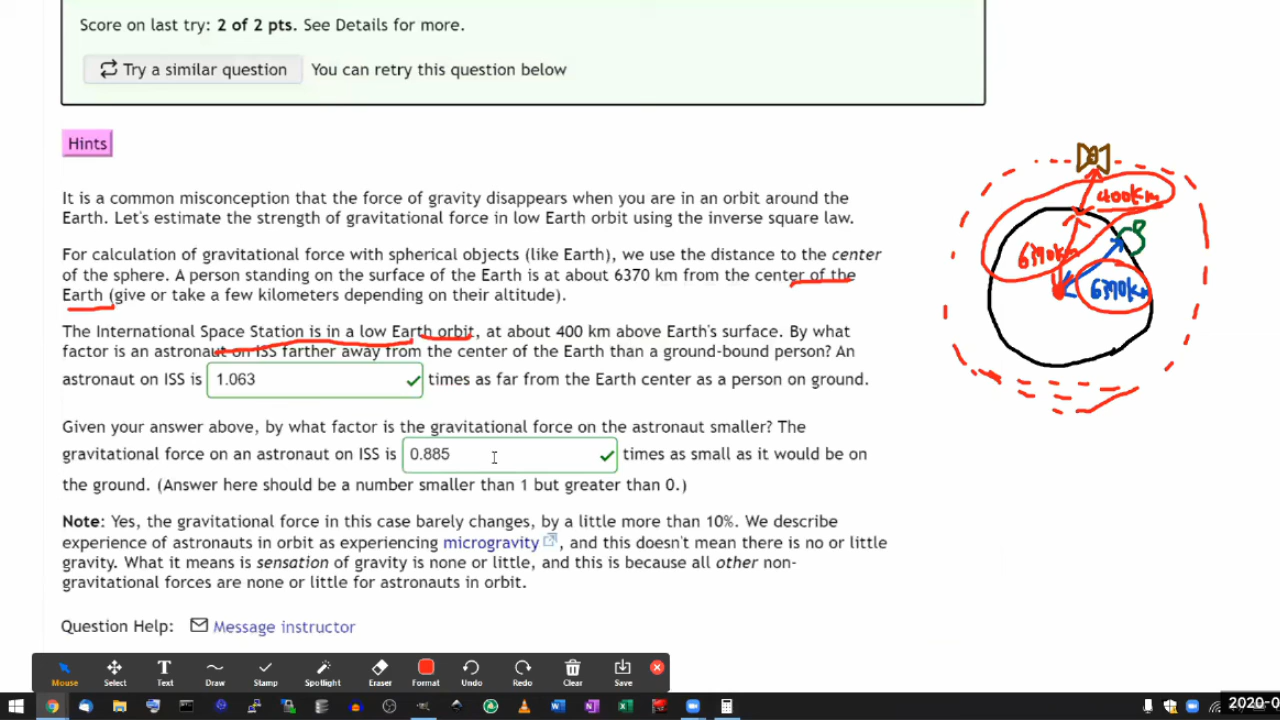 Score on last try: 2 of 2 pts. See Details for more.
Try a similar question You can retry this question below
Hints
It is a common misconception that the force of gravity disappears when you are in an orbit around the
Earth. Let's estimate the strength of gravitational force in low Earth orbit using the inverse square law.
For calculation of gravitational force with spherical objects (like Earth), we use the distance to the center
of the sphere. A person standing on the surface of the Earth is at about 6370 km from the center of the
Earth (give or take a few kilometers depending on their altitude).
The International Space Station is in a low Earth orbit, at about 400 km above Earth's surface. By what
factor is an astronaut on ISS farther away from the center of the Earth than a ground-bound person? An
astronaut on ISS is 1.063 times as far from the Earth center as a person on ground.
Given your answer above, by what factor is the gravitational force on the astronaut smaller? The
gravitational force on an astronaut on ISS is 0.885 times as small as it would be on
the ground. (Answer here should be a number smaller than 1 but greater than 0.)
Note: Yes, the gravitational force in this case barely changes, by a little more than 10%. We describe
experience of astronauts in orbit as experiencing microgravity, and this doesn't mean there is no or little
gravity. What it means is sensation of gravity is none or little, and this is because all other non-
gravitational forces are none or little for astronauts in orbit.
Question Help: Message instructor
400km
6370km
6370km
Mouse Select Text Draw Stamp Spotlight Eraser Format Undo Redo Clear Save